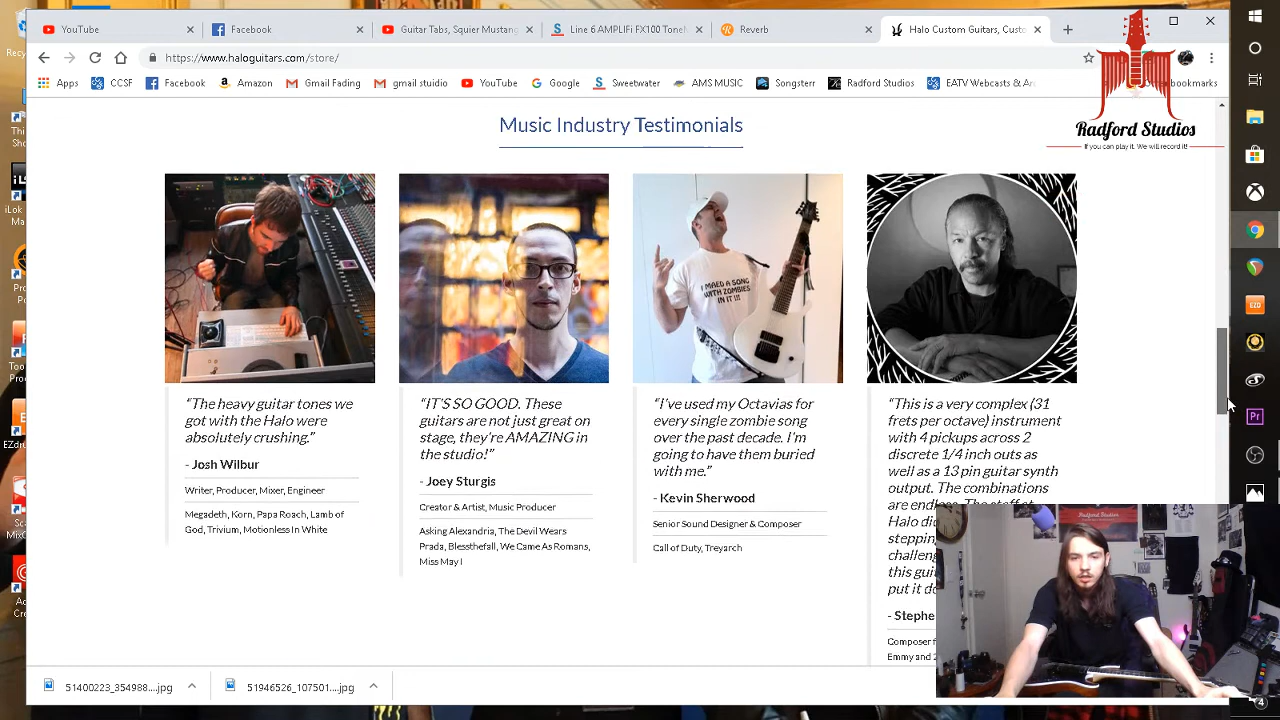 YouTube
Facebook
Guitar Gods, Squier Mustan
Line 6 AMPLIFi FX100 Tonel
Reverb
Halo Custom Guitars, Custo
https://www.haloguitars.com/store/
Apps
CCSF
Facebook
Amazon
Gmail Fading
gmail studio
YouTube
Google
Sweetwater
AMS MUSIC
Songsterr
Radford Studios
EATV Webcasts & Ar
bookmarks
Radford Studios
If you can play it. We will record it!
Music Industry Testimonials
I MAED A SONG
WITH ZOMBIES
IN IT !!!
“The heavy guitar tones we
got with the Halo were
absolutely crushing.”
- Josh Wilbur
Writer, Producer, Mixer, Engineer
Megadeth, Korn, Papa Roach, Lamb of
God, Trivium, Motionless In White
“IT'S SO GOOD. These
guitars are not just great on
stage, they're AMAZING in
the studio!”
- Joey Sturgis
Creator & Artist, Music Producer
Asking Alexandria, The Devil Wears
Prada, Blessthefall, We Came As Romans,
Miss May I
“I've used my Octavias for
every single zombie song
over the past decade. I'm
going to have them buried
with me.”
- Kevin Sherwood
Senior Sound Designer & Composer
Call of Duty, Treyarch
“This is a very complex (31
frets per octave) instrument
with 4 pickups across 2
discrete 1/4 inch outs as
well as a 13 pin guitar synth
output. The combinations
are
Halo
this
put it
- Stephe
Composer
Emmy and
51400223_354988....jpg
51946526_107501....jpg
Radford Studios
4